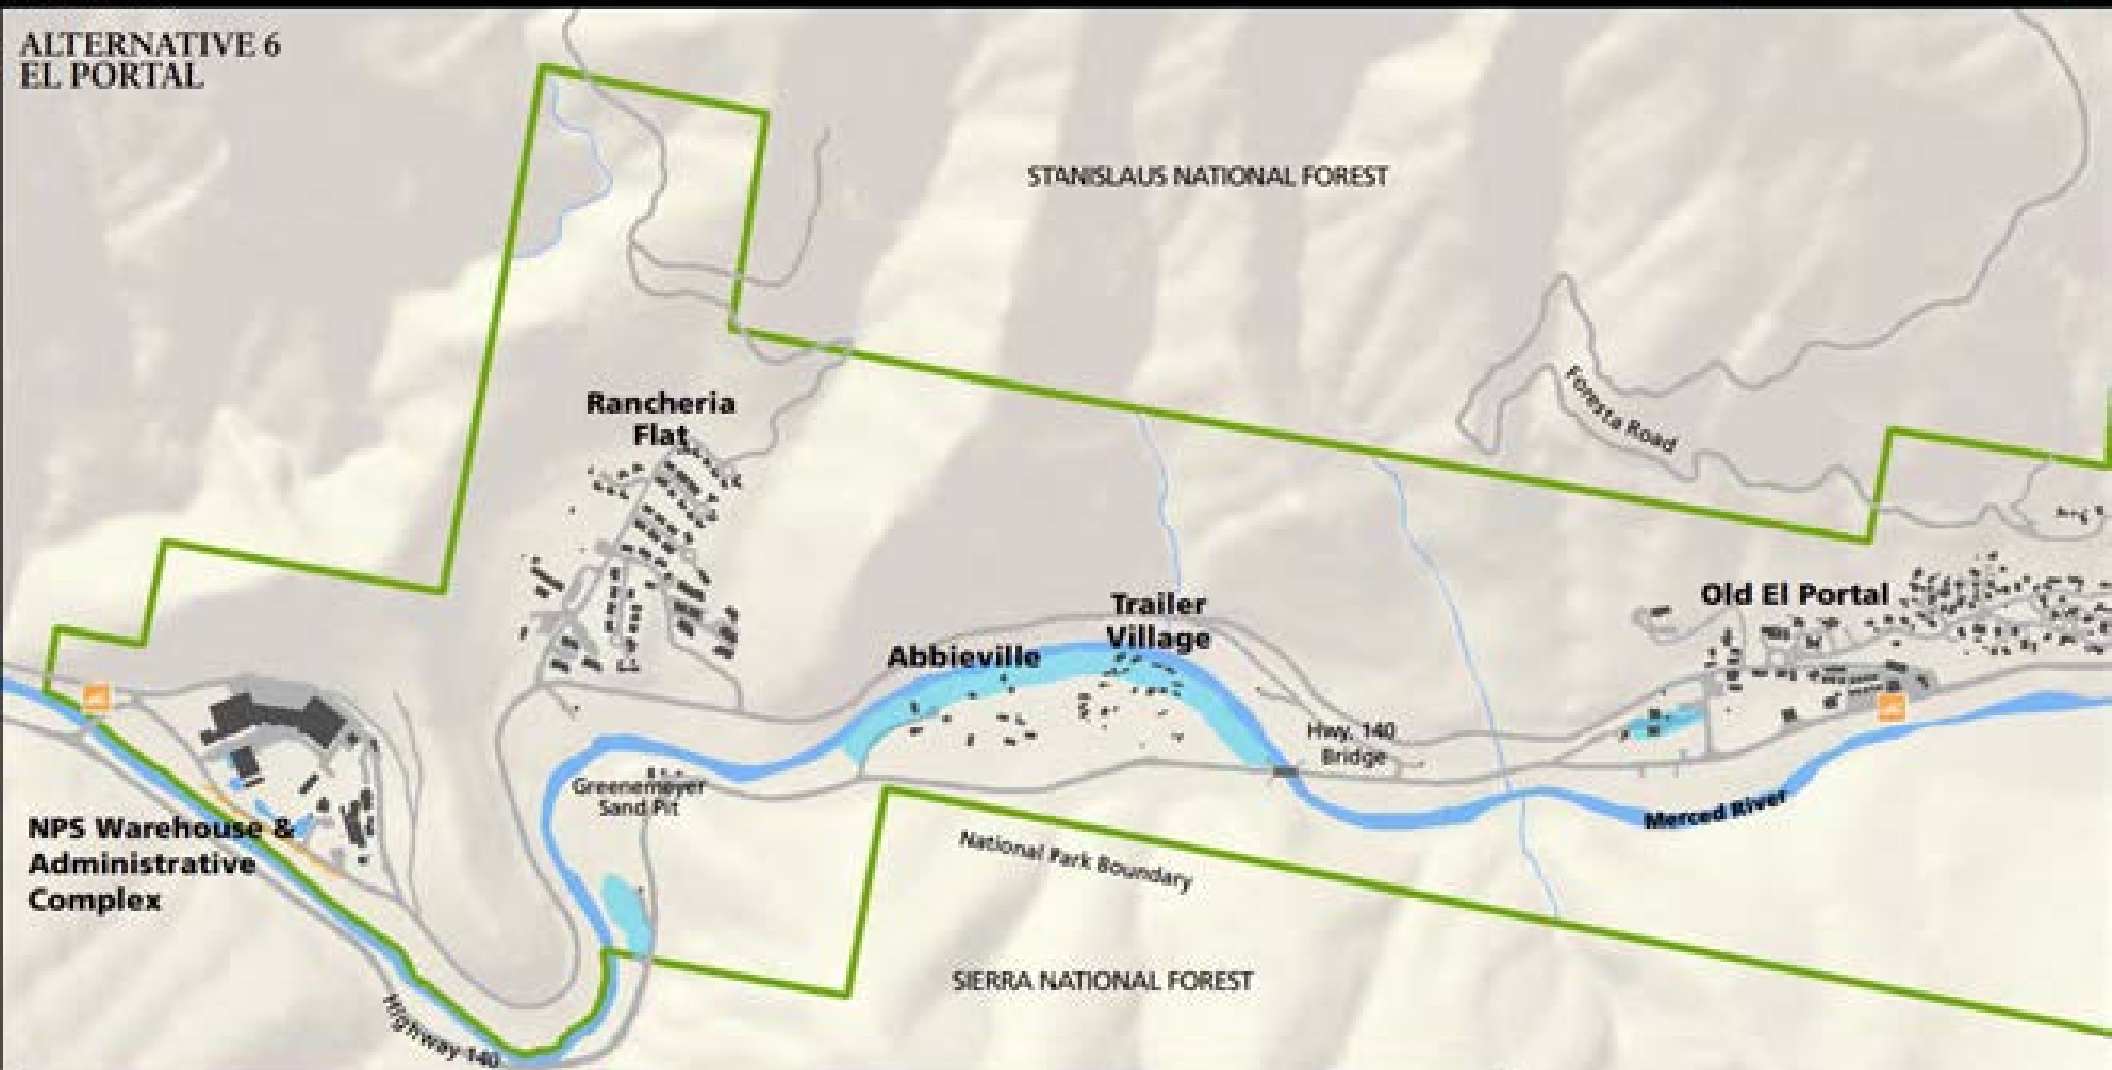 ALTERNATIVE 6
EL PORTAL
STANISLAUS NATIONAL FOREST
Foresta Road
Rancheria
Flat
Old El Portal
Trailer
Village
Abbieville
Hwy. 140
Bridge
Greenemeyer
Sand Pit
Merced River
NPS Warehouse &
Administrative
Complex
National Park Boundary
SIERRA NATIONAL FOREST
Highway 140